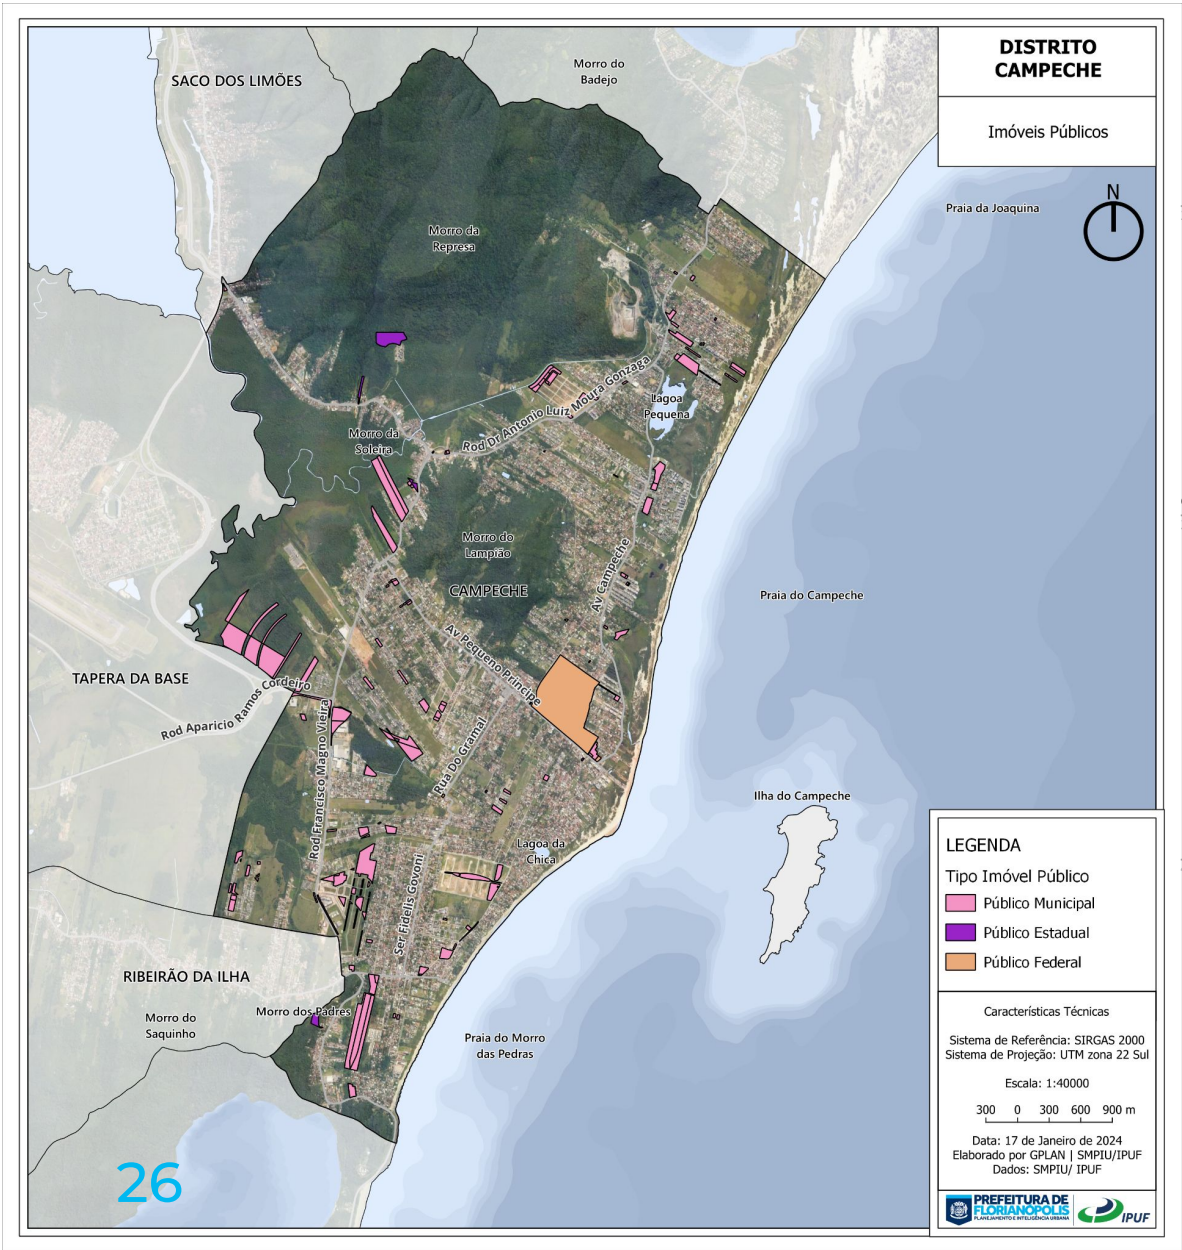 DISTRITO
CAMPECHE
Imóveis Públicos
N
SACO DOS LIMÕES
Morro do
Badejo
Praia da Joaquina
Morro da
Represa
Rod Dr Antonio Luiz Moura Gonzaga
Lagoa
Pequena
Morro da
Soleira
Morro do
Lampião
CAMPECHE
Av Campeche
Praia do Campeche
Av Pequeno Principe
TAPERA DA BASE
Rod Aparicio Ramos Cordeiro
Rod Francisco Magno Vieira
Rua Do Gramal
Ilha do Campeche
Lagoa da
Chica
Ser Fidelis Govoni
RIBEIRÃO DA ILHA
Morro dos Padres
Morro do
Saquinho
Praia do Morro
das Pedras
26
LEGENDA
Tipo Imóvel Público
Público Municipal
Público Estadual
Público Federal
Características Técnicas
Sistema de Referência: SIRGAS 2000
Sistema de Projeção: UTM zona 22 Sul
Escala: 1:40000
300 0 300 600 900 m
Data: 17 de Janeiro de 2024
Elaborado por GPLAN | SMPIU/IPUF
Dados: SMPIU/ IPUF
PREFEITURA DE
FLORIANÓPOLIS
PLANEJAMENTO E INTELIGÊNCIA URBANA
IPUF